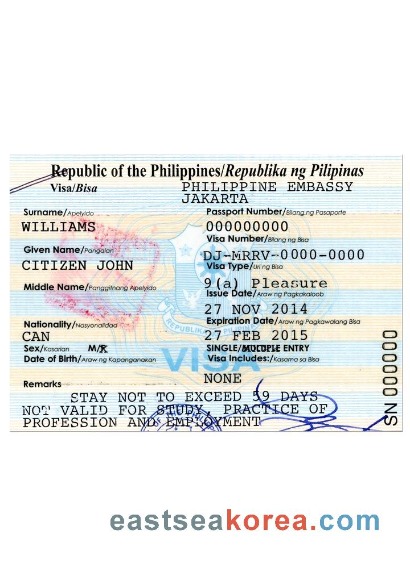 Republic of the Philippines/Republika ng Pilipinas
Visa/Bisa PHILIPPINE EMBASSY
JAKARTA
Surname/Apelyido Passport Number/Bilang ng Pasaporte
WILLIAMS 000000000
Visa Number/Bilang ng Bisa
Given Name/Pangalan DJ-MRRV-0000-0000
CITIZEN JOHN Visa Type/Uri ng Bisa
Middle Name/Panggitnang Apelyido 9(a) Pleasure
Issue Date/Araw ng Pagkakaloob
27 NOV 2014
Nationality/Nasyonalidad Expiration Date/Araw ng Pagkawalang Bisa
CAN 27 FEB 2015
Sex/Kasarian M/F SINGLE/MULTIPLE ENTRY
Date of Birth/Araw ng Kapanganakan Visa Includes:/Kasama sa Bisa
VISA
NONE
Remarks
STAY NOT TO EXCEED 59 DAYS
NOT VALID FOR STUDY, PRACTICE OF
PROFESSION AND EMPLOYMENT
SN 000000
eastseakorea.com